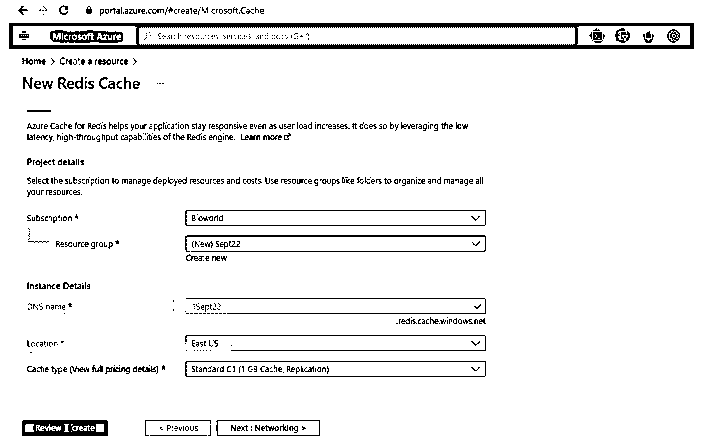 portal.azure.com/#create/Microsoft.Cache
Microsoft Azure
Search resources, services, and docs (G+/)
Home > Create a resource >
New Redis Cache ...
Azure Cache for Redis helps your application stay responsive even as user load increases. It does so by leveraging the low
latency, high-throughput capabilities of the Redis engine. Learn more
Project details
Select the subscription to manage deployed resources and costs. Use resource groups like folders to organize and manage all
your resources.
Subscription * Bioworld
Resource group * (New) Sept22
Create new
Instance Details
DNS name * 1Sept22
.redis.cache.windows.net
Location * East US
Cache type (View full pricing details) * Standard C1 (1 GB Cache, Replication)
Review + create < Previous Next : Networking >